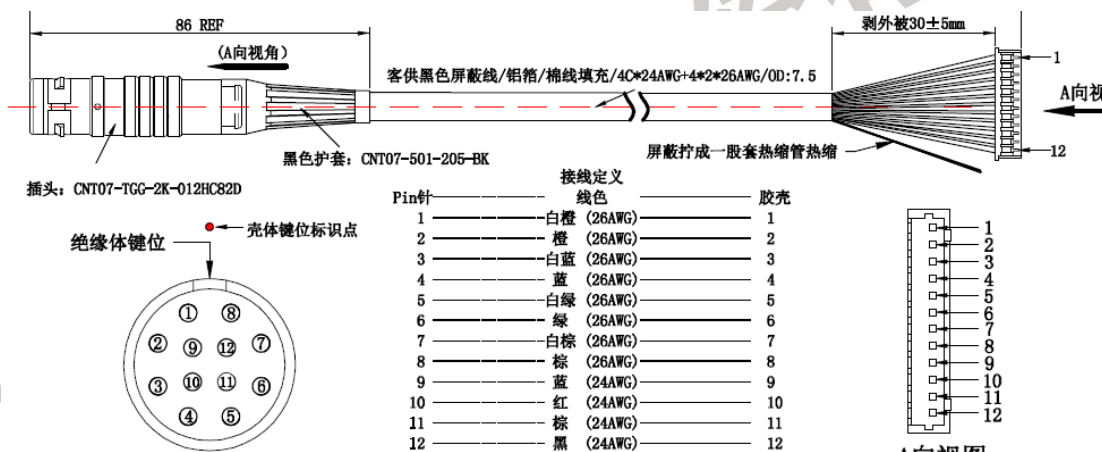 86 REF
剥外被30±5mm
(A向视角)
客供黑色屏蔽线/铝箔/棉线填充/4C*24AWG+4*2*26AWG/OD:7.5
1
A向视
黑色护套: CNT07-501-205-BK
屏蔽拧成一股套热缩管热缩
12
插头: CNT07-TGG-2K-012HC82D
接线定义
Pin针 线色 胶壳
1 白橙 (26AWG) 1
2 橙 (26AWG) 2
3 白蓝 (26AWG) 3
4 蓝 (26AWG) 4
5 白绿 (26AWG) 5
6 绿 (26AWG) 6
7 白棕 (26AWG) 7
8 棕 (26AWG) 8
9 蓝 (24AWG) 9
10 红 (24AWG) 10
11 棕 (24AWG) 11
12 黑 (24AWG) 12
壳体键位标识点
绝缘体键位
① ⑧
② ⑨ ⑫ ⑦
③ ⑩ ⑪ ⑥
④ ⑤
1
2
3
4
5
6
7
8
9
10
11
12
A向视图